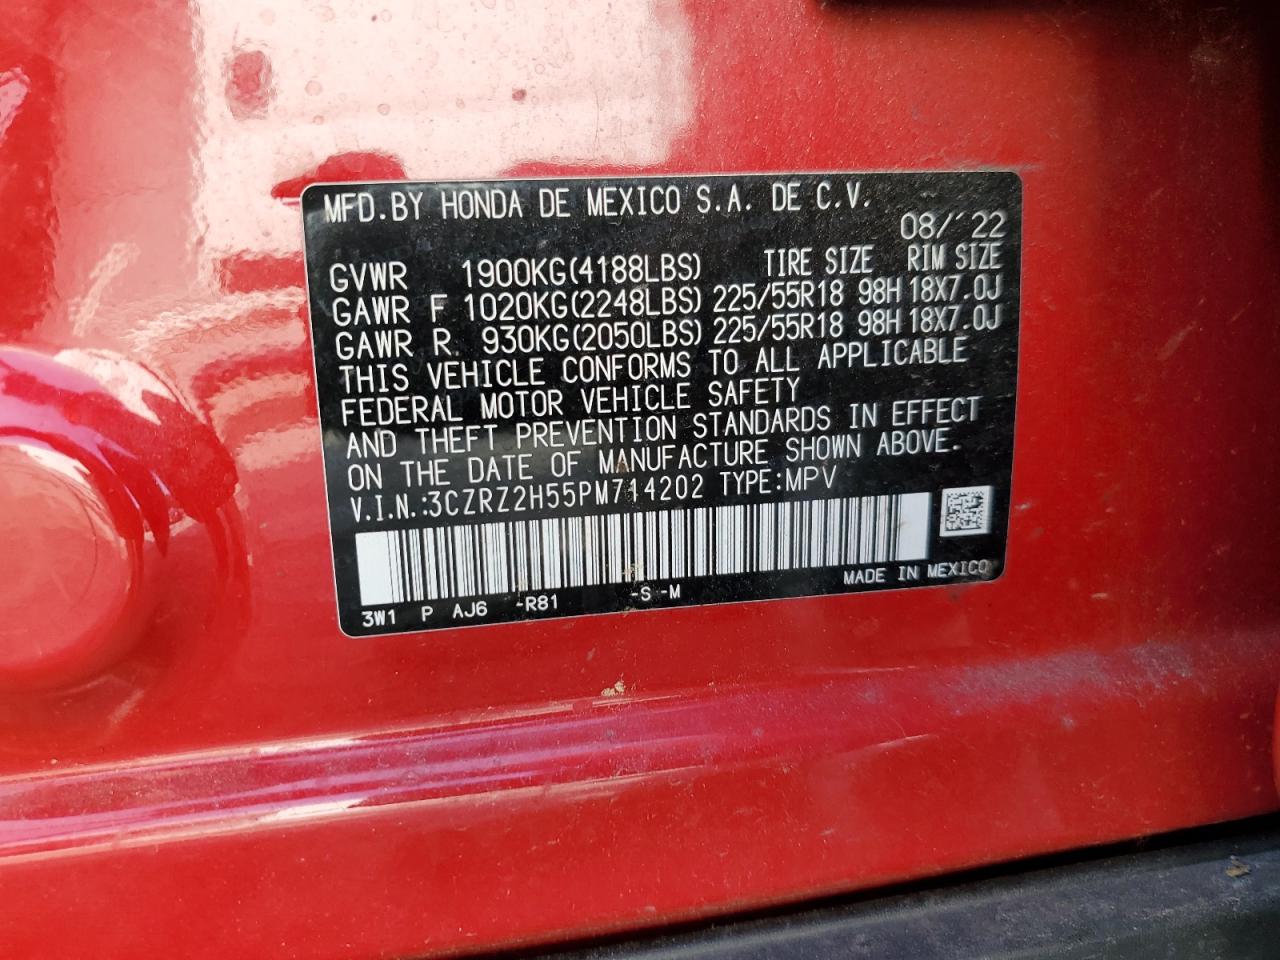 MFD.BY HONDA DE MEXICO S.A. DE C.V.
08/'22
GVWR 1900KG(4188LBS) TIRE SIZE RIM SIZE
GAWR F 1020KG(2248LBS) 225/55R18 98H 18X7.0J
GAWR R. 930KG(2050LBS) 225/55R18 98H 18X7.0J
THIS VEHICLE CONFORMS TO ALL APPLICABLE
FEDERAL MOTOR VEHICLE SAFETY
AND THEFT PREVENTION STANDARDS IN EFFECT
ON THE DATE OF MANUFACTURE SHOWN ABOVE.
V.I.N.:3CZRZ2H55PM714202 TYPE:MPV
MADE IN MEXICO
3W1 P AJ6 -R81 -S -M